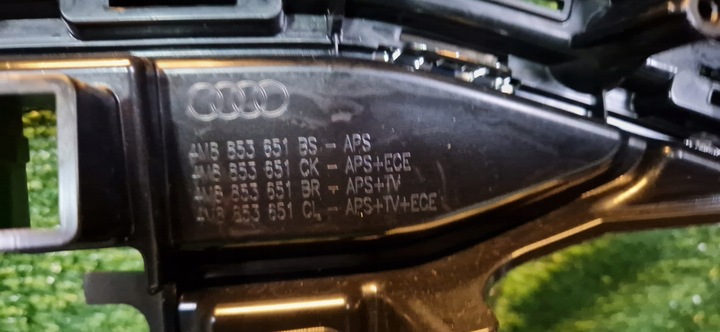 4M8 853 651 BS - APS
4M8 853 651 CK - APS+ECE
4M8 853 651 BR - APS+TV
4M8 853 651 CL - APS+TV+ECE